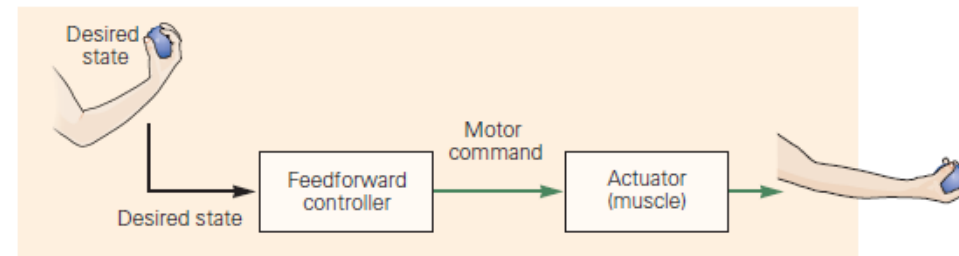 Desired
state
Motor
command
Feedforward
controller
Actuator
(muscle)
Desired state